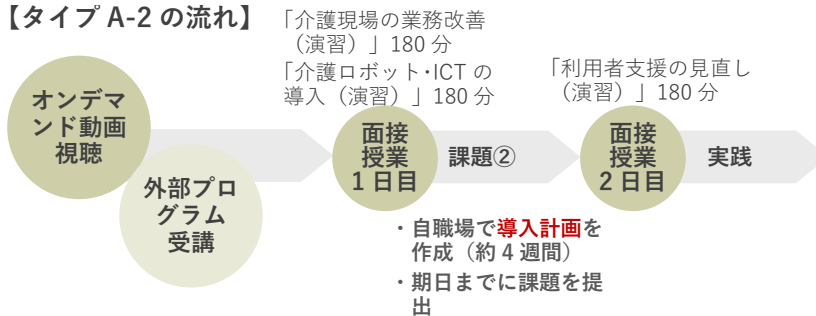 【タイプ A-2 の流れ】
「介護現場の業務改善
（演習）」180 分
「介護ロボット・ICT の
導入（演習）」180 分
「利用者支援の見直し
（演習）」180 分
オンデマ
ンド動画
視聴
外部プロ
グラム
受講
面接
授業
1 日目
課題②
面接
授業
2 日目
実践
・自職場で導入計画を
作成（約 4 週間）
・期日までに課題を提
出